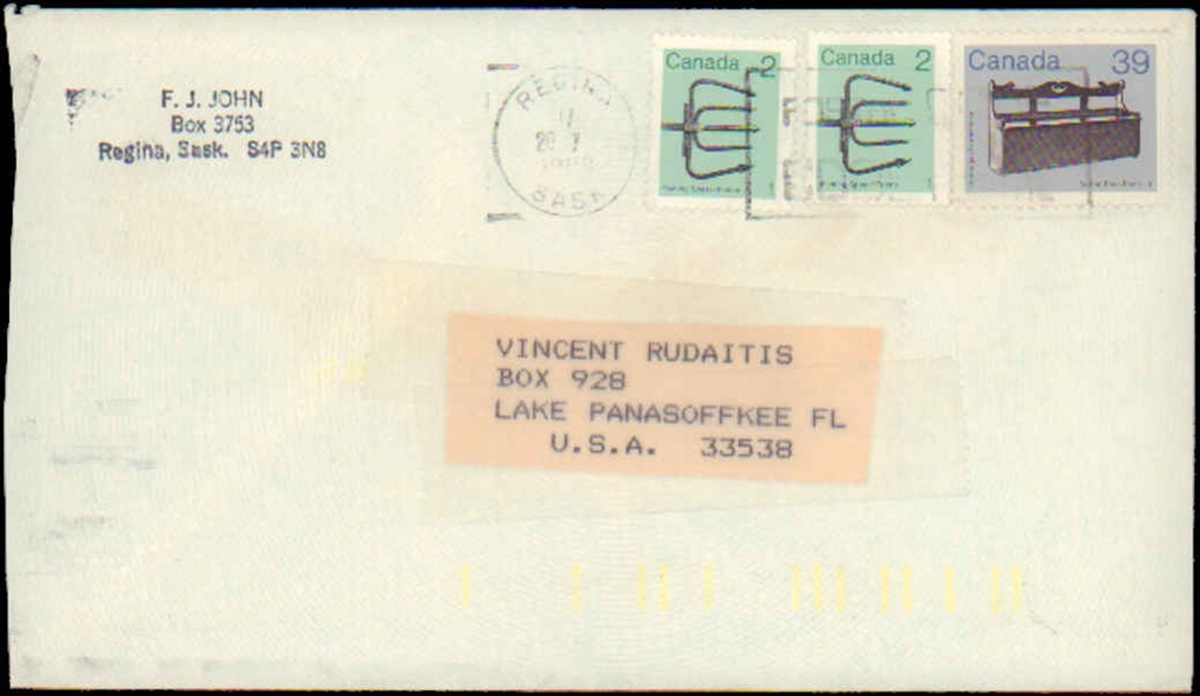 F. J. JOHN
Box 3753
Regina, Sask. S4P 3N8
REGINA
SASK
Canada 2
Canada 2
Canada 39
VINCENT RUDAITIS
BOX 928
LAKE PANASOFFKEE FL
U.S.A. 33538